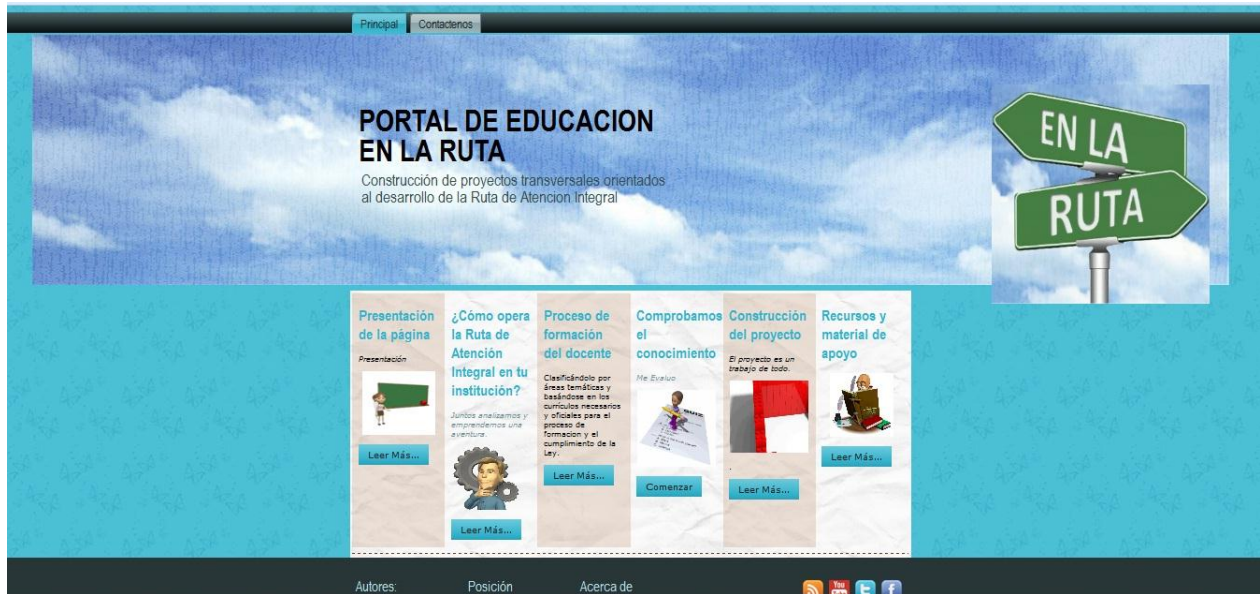 Principal
Contactenos
PORTAL DE EDUCACION
EN LA RUTA
Construcción de proyectos transversales orientados
al desarrollo de la Ruta de Atencion Integral
EN LA
RUTA
Presentación
de la página
Presentación
Leer Más...
¿Cómo opera
la Ruta de
Atención
Integral en tu
institución?
Juntos analizamos y
emprendemos una
aventura.
Leer Más...
Proceso de
formación
del docente
Clasificándolo por
áreas temáticas y
basándose en los
currículos necesarios
y oficiales para el
proceso de
formacion y el
cumplimiento de la
Ley.
Leer Más...
Comprobamos
el
conocimiento
Me Evaluo
QUIZ
Comenzar
Construcción
del proyecto
El proyecto es un
trabajo de todo.
.
Leer Más...
Recursos y
material de
apoyo
Leer Más...
Autores:
Posición
Acerca de
You